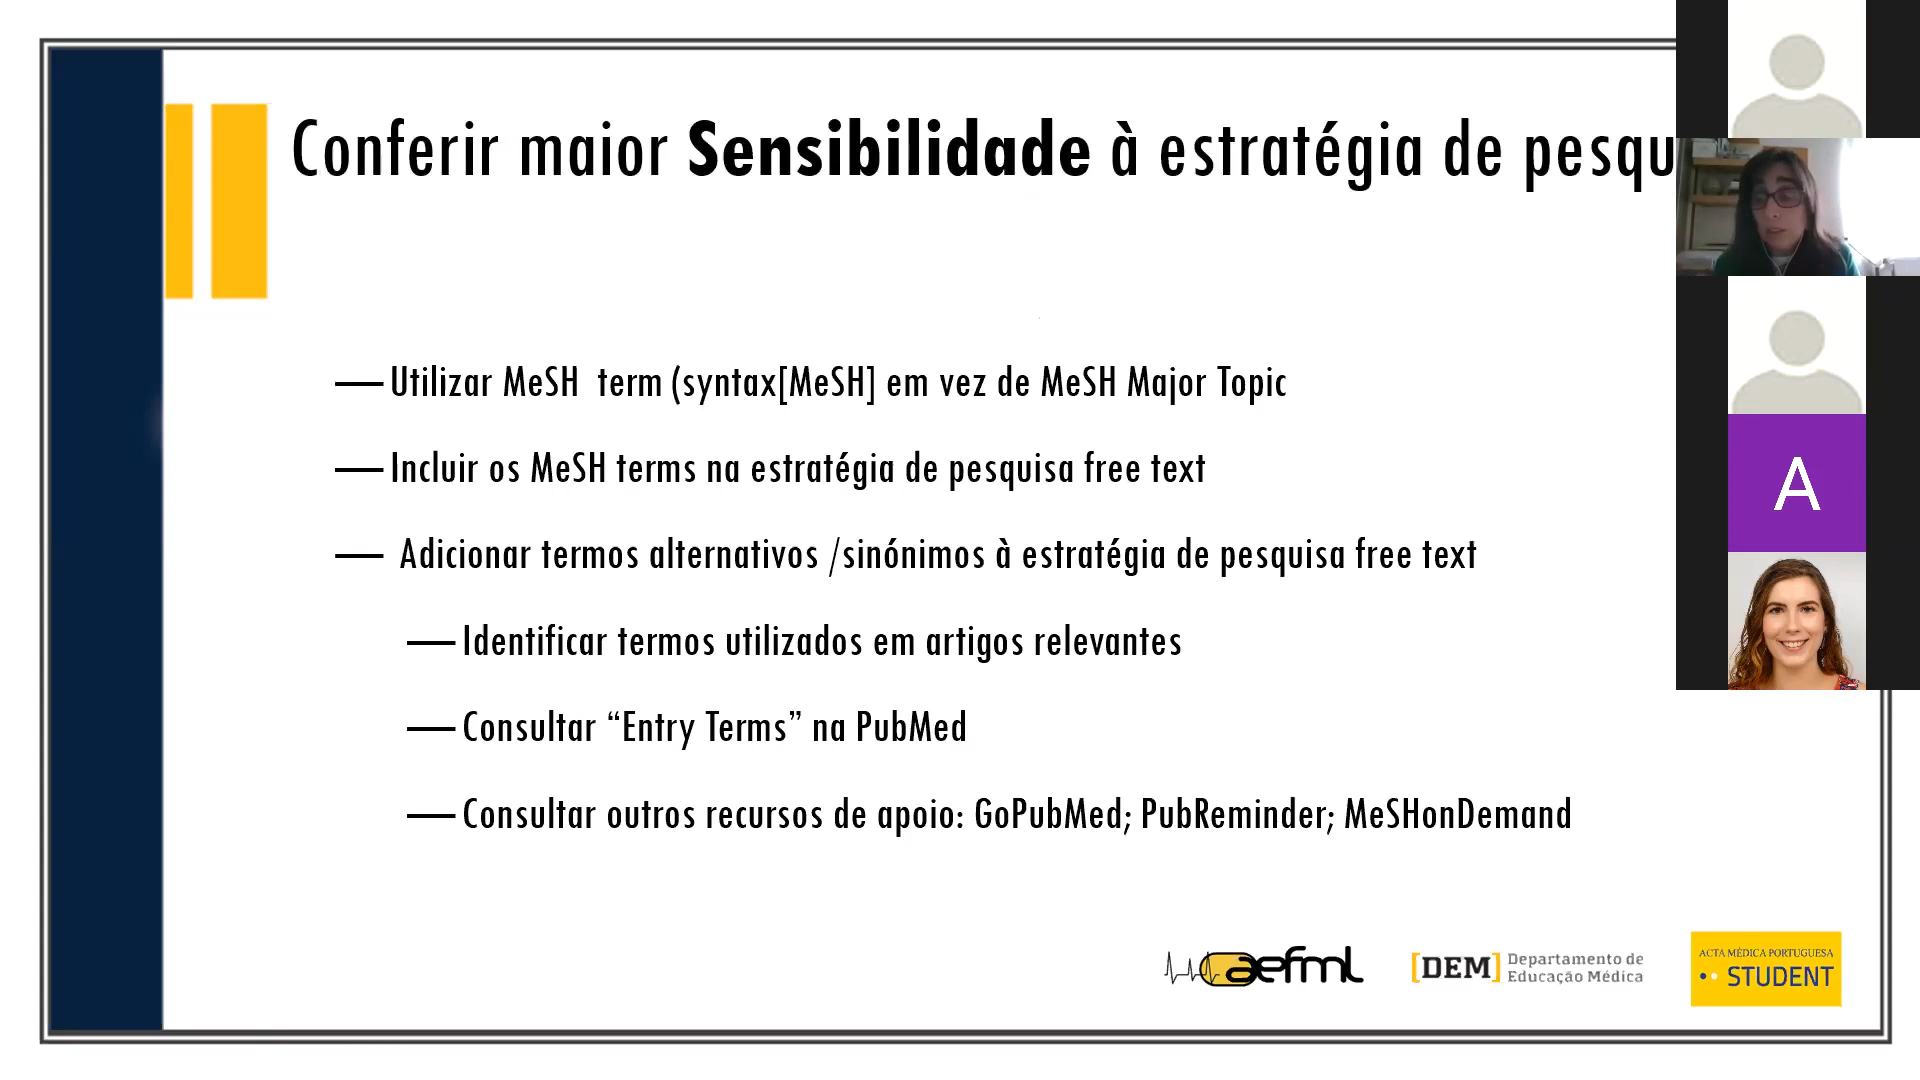 Conferir maior Sensibilidade à estratégia de pesqu
— Utilizar MeSH term (syntax[MeSH] em vez de MeSH Major Topic
— Incluir os MeSH terms na estratégia de pesquisa free text
— Adicionar termos alternativos /sinónimos à estratégia de pesquisa free text
— Identificar termos utilizados em artigos relevantes
— Consultar “Entry Terms” na PubMed
— Consultar outros recursos de apoio: GoPubMed; PubReminder; MeSHonDemand
A
aefml
[DEM] Departamento de
Educação Médica
ACTA MÉDICA PORTUGUESA
STUDENT